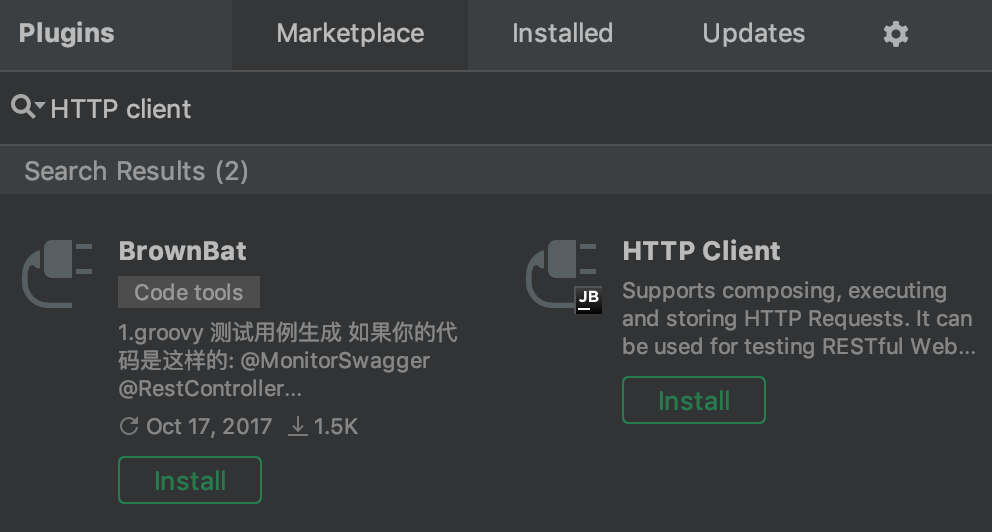 Plugins Marketplace Installed Updates
HTTP client
Search Results (2)
BrownBat
Code tools
1.groovy 测试用例生成 如果你的代
码是这样的: @MonitorSwagger
@RestController...
Oct 17, 2017 1.5K
Install
HTTP Client
JB
Supports composing, executing
and storing HTTP Requests. It can
be used for testing RESTful Web...
Install